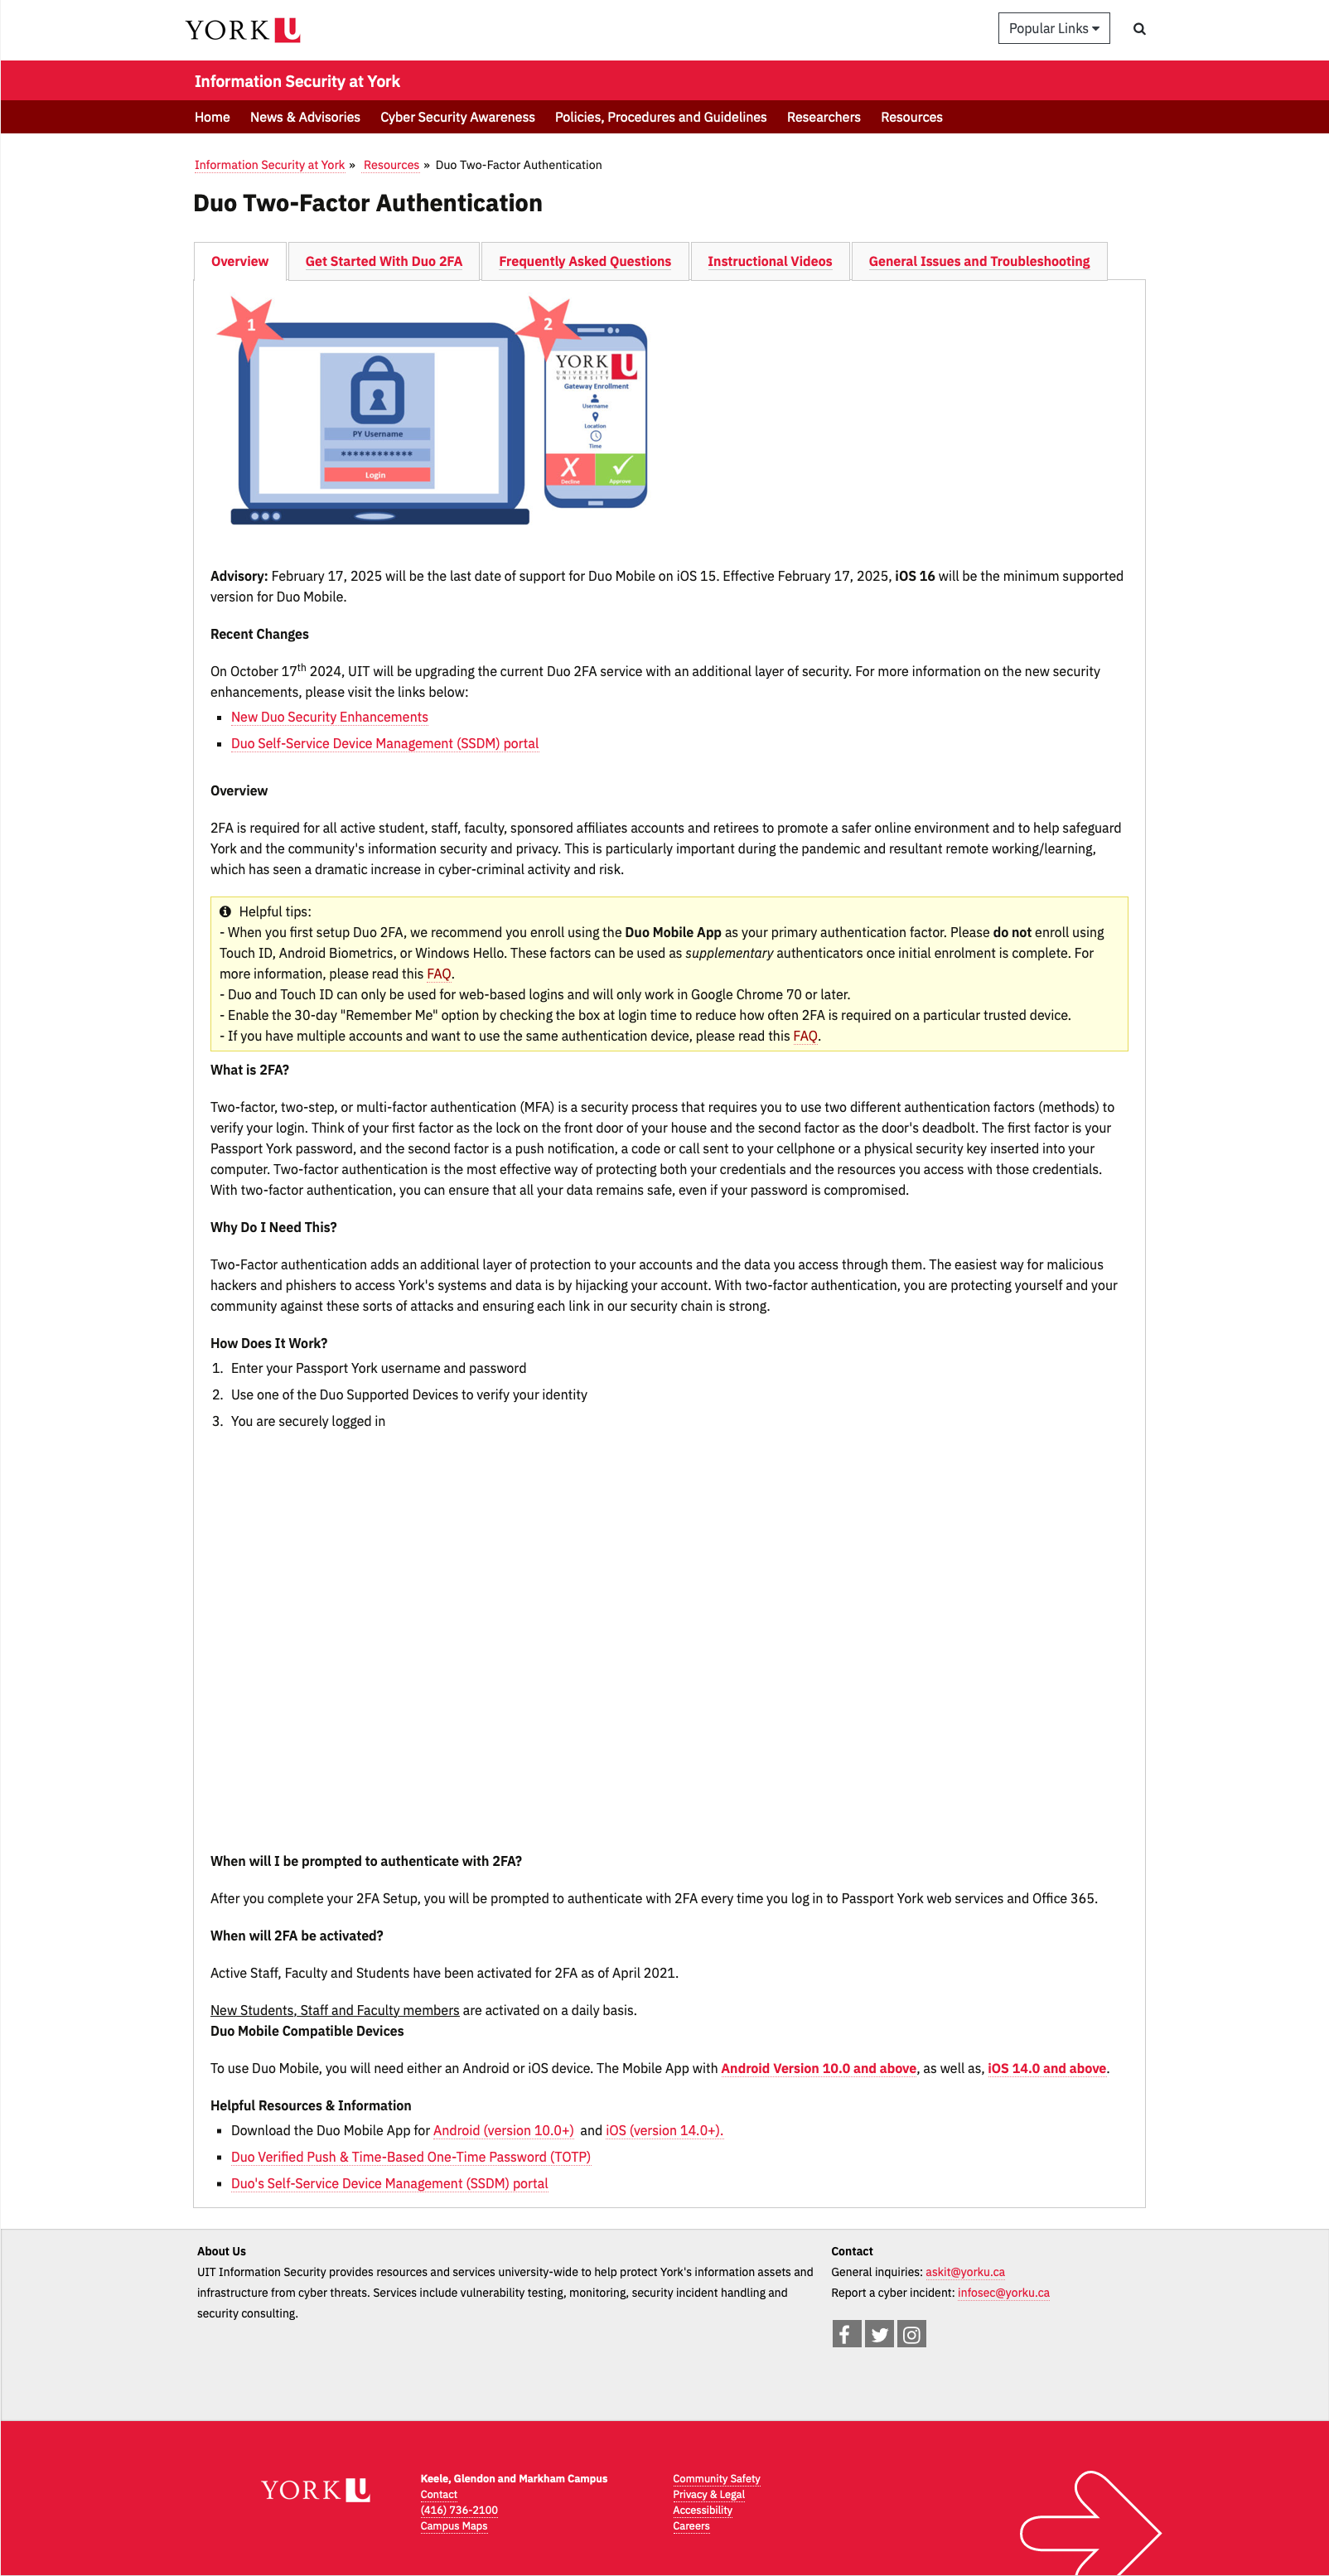 YORK U
Popular Links
Information Security at York
Home News & Advisories Cyber Security Awareness Policies, Procedures and Guidelines Researchers Resources
Information Security at York » Resources » Duo Two-Factor Authentication
Duo Two-Factor Authentication
Overview Get Started With Duo 2FA Frequently Asked Questions Instructional Videos General Issues and Troubleshooting
1
2
PY Username
************
Login
YORK U
UNIVERSITÉ
UNIVERSITY
Gateway Enrollment
Username
Location
Time
X ✓
Decline Approve
Advisory: February 17, 2025 will be the last date of support for Duo Mobile on iOS 15. Effective February 17, 2025, iOS 16 will be the minimum supported
version for Duo Mobile.
Recent Changes
On October 17th 2024, UIT will be upgrading the current Duo 2FA service with an additional layer of security. For more information on the new security
enhancements, please visit the links below:
▪ New Duo Security Enhancements
▪ Duo Self-Service Device Management (SSDM) portal
Overview
2FA is required for all active student, staff, faculty, sponsored affiliates accounts and retirees to promote a safer online environment and to help safeguard
York and the community's information security and privacy. This is particularly important during the pandemic and resultant remote working/learning,
which has seen a dramatic increase in cyber-criminal activity and risk.
Helpful tips:
- When you first setup Duo 2FA, we recommend you enroll using the Duo Mobile App as your primary authentication factor. Please do not enroll using
Touch ID, Android Biometrics, or Windows Hello. These factors can be used as supplementary authenticators once initial enrolment is complete. For
more information, please read this FAQ.
- Duo and Touch ID can only be used for web-based logins and will only work in Google Chrome 70 or later.
- Enable the 30-day "Remember Me" option by checking the box at login time to reduce how often 2FA is required on a particular trusted device.
- If you have multiple accounts and want to use the same authentication device, please read this FAQ.
What is 2FA?
Two-factor, two-step, or multi-factor authentication (MFA) is a security process that requires you to use two different authentication factors (methods) to
verify your login. Think of your first factor as the lock on the front door of your house and the second factor as the door's deadbolt. The first factor is your
Passport York password, and the second factor is a push notification, a code or call sent to your cellphone or a physical security key inserted into your
computer. Two-factor authentication is the most effective way of protecting both your credentials and the resources you access with those credentials.
With two-factor authentication, you can ensure that all your data remains safe, even if your password is compromised.
Why Do I Need This?
Two-Factor authentication adds an additional layer of protection to your accounts and the data you access through them. The easiest way for malicious
hackers and phishers to access York's systems and data is by hijacking your account. With two-factor authentication, you are protecting yourself and your
community against these sorts of attacks and ensuring each link in our security chain is strong.
How Does It Work?
1. Enter your Passport York username and password
2. Use one of the Duo Supported Devices to verify your identity
3. You are securely logged in
When will I be prompted to authenticate with 2FA?
After you complete your 2FA Setup, you will be prompted to authenticate with 2FA every time you log in to Passport York web services and Office 365.
When will 2FA be activated?
Active Staff, Faculty and Students have been activated for 2FA as of April 2021.
New Students, Staff and Faculty members are activated on a daily basis.
Duo Mobile Compatible Devices
To use Duo Mobile, you will need either an Android or iOS device. The Mobile App with Android Version 10.0 and above, as well as, iOS 14.0 and above.
Helpful Resources & Information
▪ Download the Duo Mobile App for Android (version 10.0+) and iOS (version 14.0+).
▪ Duo Verified Push & Time-Based One-Time Password (TOTP)
▪ Duo's Self-Service Device Management (SSDM) portal
About Us
UIT Information Security provides resources and services university-wide to help protect York's information assets and
infrastructure from cyber threats. Services include vulnerability testing, monitoring, security incident handling and
security consulting.
Contact
General inquiries: askit@yorku.ca
Report a cyber incident: infosec@yorku.ca
YORK U
Keele, Glendon and Markham Campus
Contact
(416) 736-2100
Campus Maps
Community Safety
Privacy & Legal
Accessibility
Careers